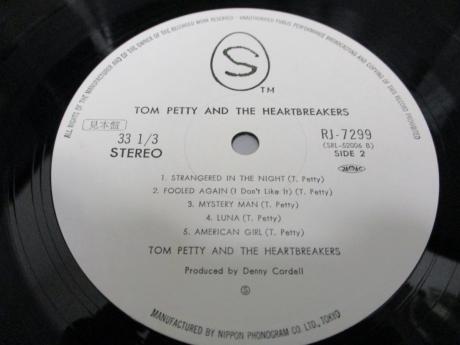 ALL RIGHTS OF THE MANUFACTURER AND OF THE OWNER OF THE RECORDED WORK RESERVED - UNAUTHORISED PUBLIC PERFORMANCE BROADCASTING AND COPYING OF THIS RECORD PROHIBITED
S
TM
TOM PETTY AND THE HEARTBREAKERS
見本盤
33 1/3
STEREO
RJ-7299
(SRL-52006 B)
SIDE 2
1. STRANGERED IN THE NIGHT (T. Petty)
2. FOOLED AGAIN (I Don't Like It) (T. Petty)
3. MYSTERY MAN (T. Petty)
4. LUNA (T. Petty)
5. AMERICAN GIRL (T. Petty)
TOM PETTY AND THE HEARTBREAKERS
Produced by Denny Cordell
Ⓢ
MANUFACTURED BY NIPPON PHONOGRAM CO. LTD., TOKYO